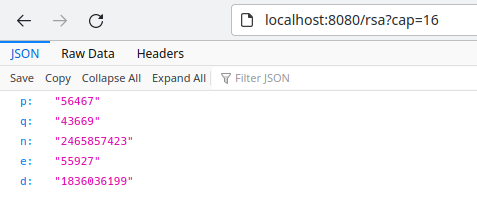 localhost:8080/rsa?cap=16
JSON Raw Data Headers
Save Copy Collapse All Expand All Filter JSON
p: "56467"
q: "43669"
n: "2465857423"
e: "55927"
d: "1836036199"